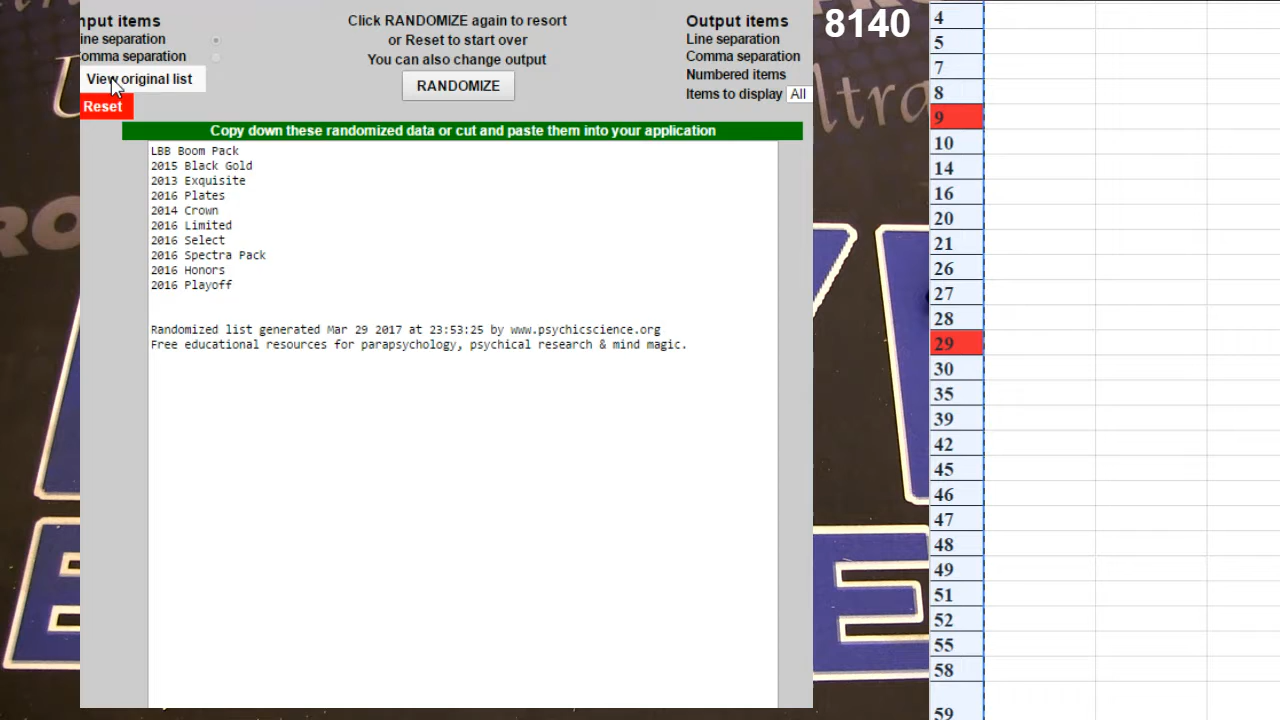 nput items
ine separation
omma separation
View original list
Reset
Click RANDOMIZE again to resort
or Reset to start over
You can also change output
RANDOMIZE
Output items
Line separation
Comma separation
Numbered items
Items to display All
8140
Copy down these randomized data or cut and paste them into your application
LBB Boom Pack
2015 Black Gold
2013 Exquisite
2016 Plates
2014 Crown
2016 Limited
2016 Select
2016 Spectra Pack
2016 Honors
2016 Playoff
Randomized list generated Mar 29 2017 at 23:53:25 by www.psychicscience.org
Free educational resources for parapsychology, psychical research & mind magic.
4
5
7
8
9
10
14
16
20
21
26
27
28
29
30
35
39
42
45
46
47
48
49
51
52
55
58
59